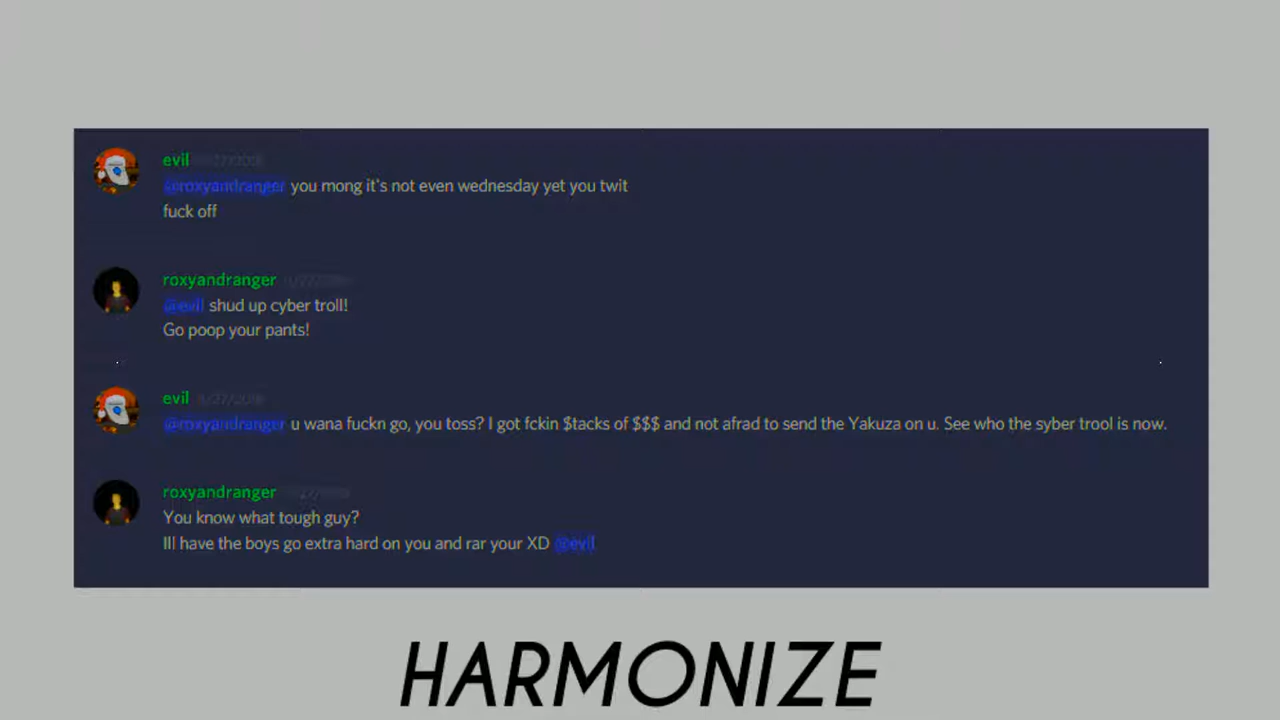 evil
@roxyandranger you mong it's not even wednesday yet you twit
fuck off
roxyandranger
@evil shud up cyber troll!
Go poop your pants!
evil
@roxyandranger u wana fuckn go, you toss? I got fckin $tacks of $$$ and not afrad to send the Yakuza on u. See who the syber trool is now.
roxyandranger
You know what tough guy?
Ill have the boys go extra hard on you and rar your XD @evil
HARMONIZE